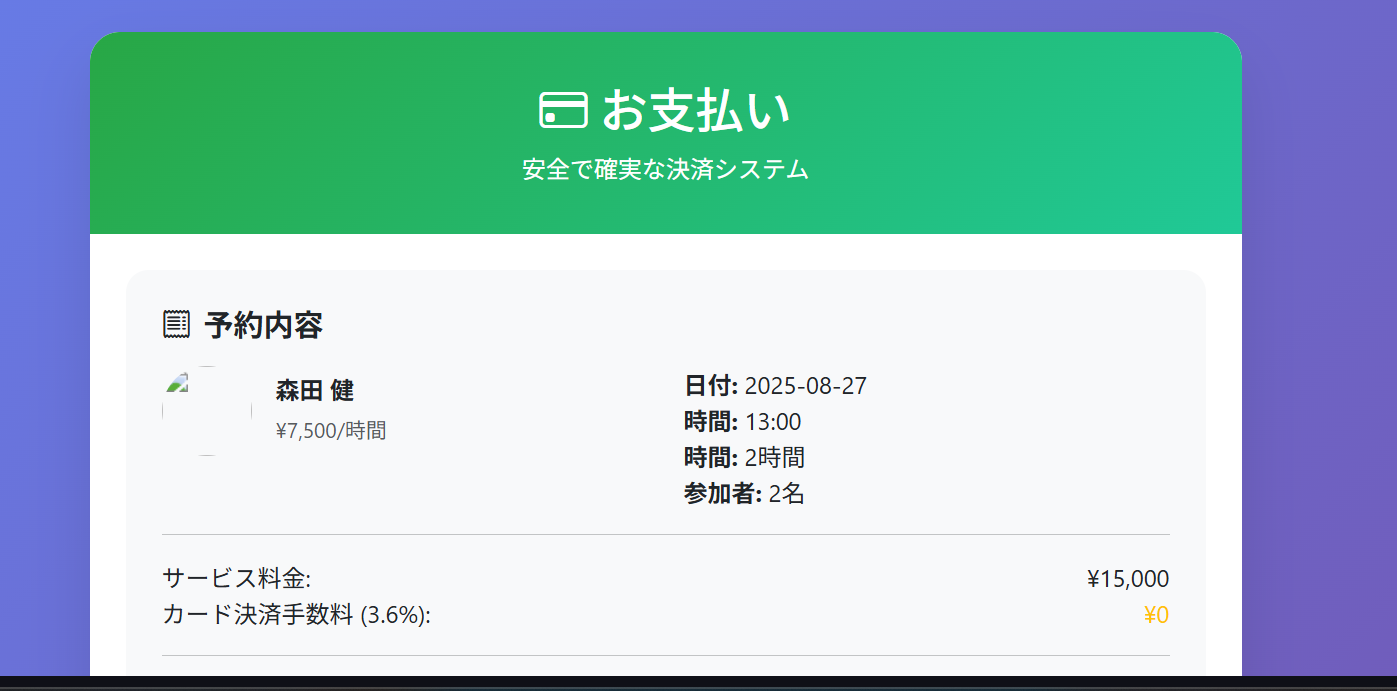 お支払い
安全で確実な決済システム
予約内容
森田 健
¥7,500/時間
日付: 2025-08-27
時間: 13:00
時間: 2時間
参加者: 2名
サービス料金: ¥15,000
カード決済手数料 (3.6%): ¥0